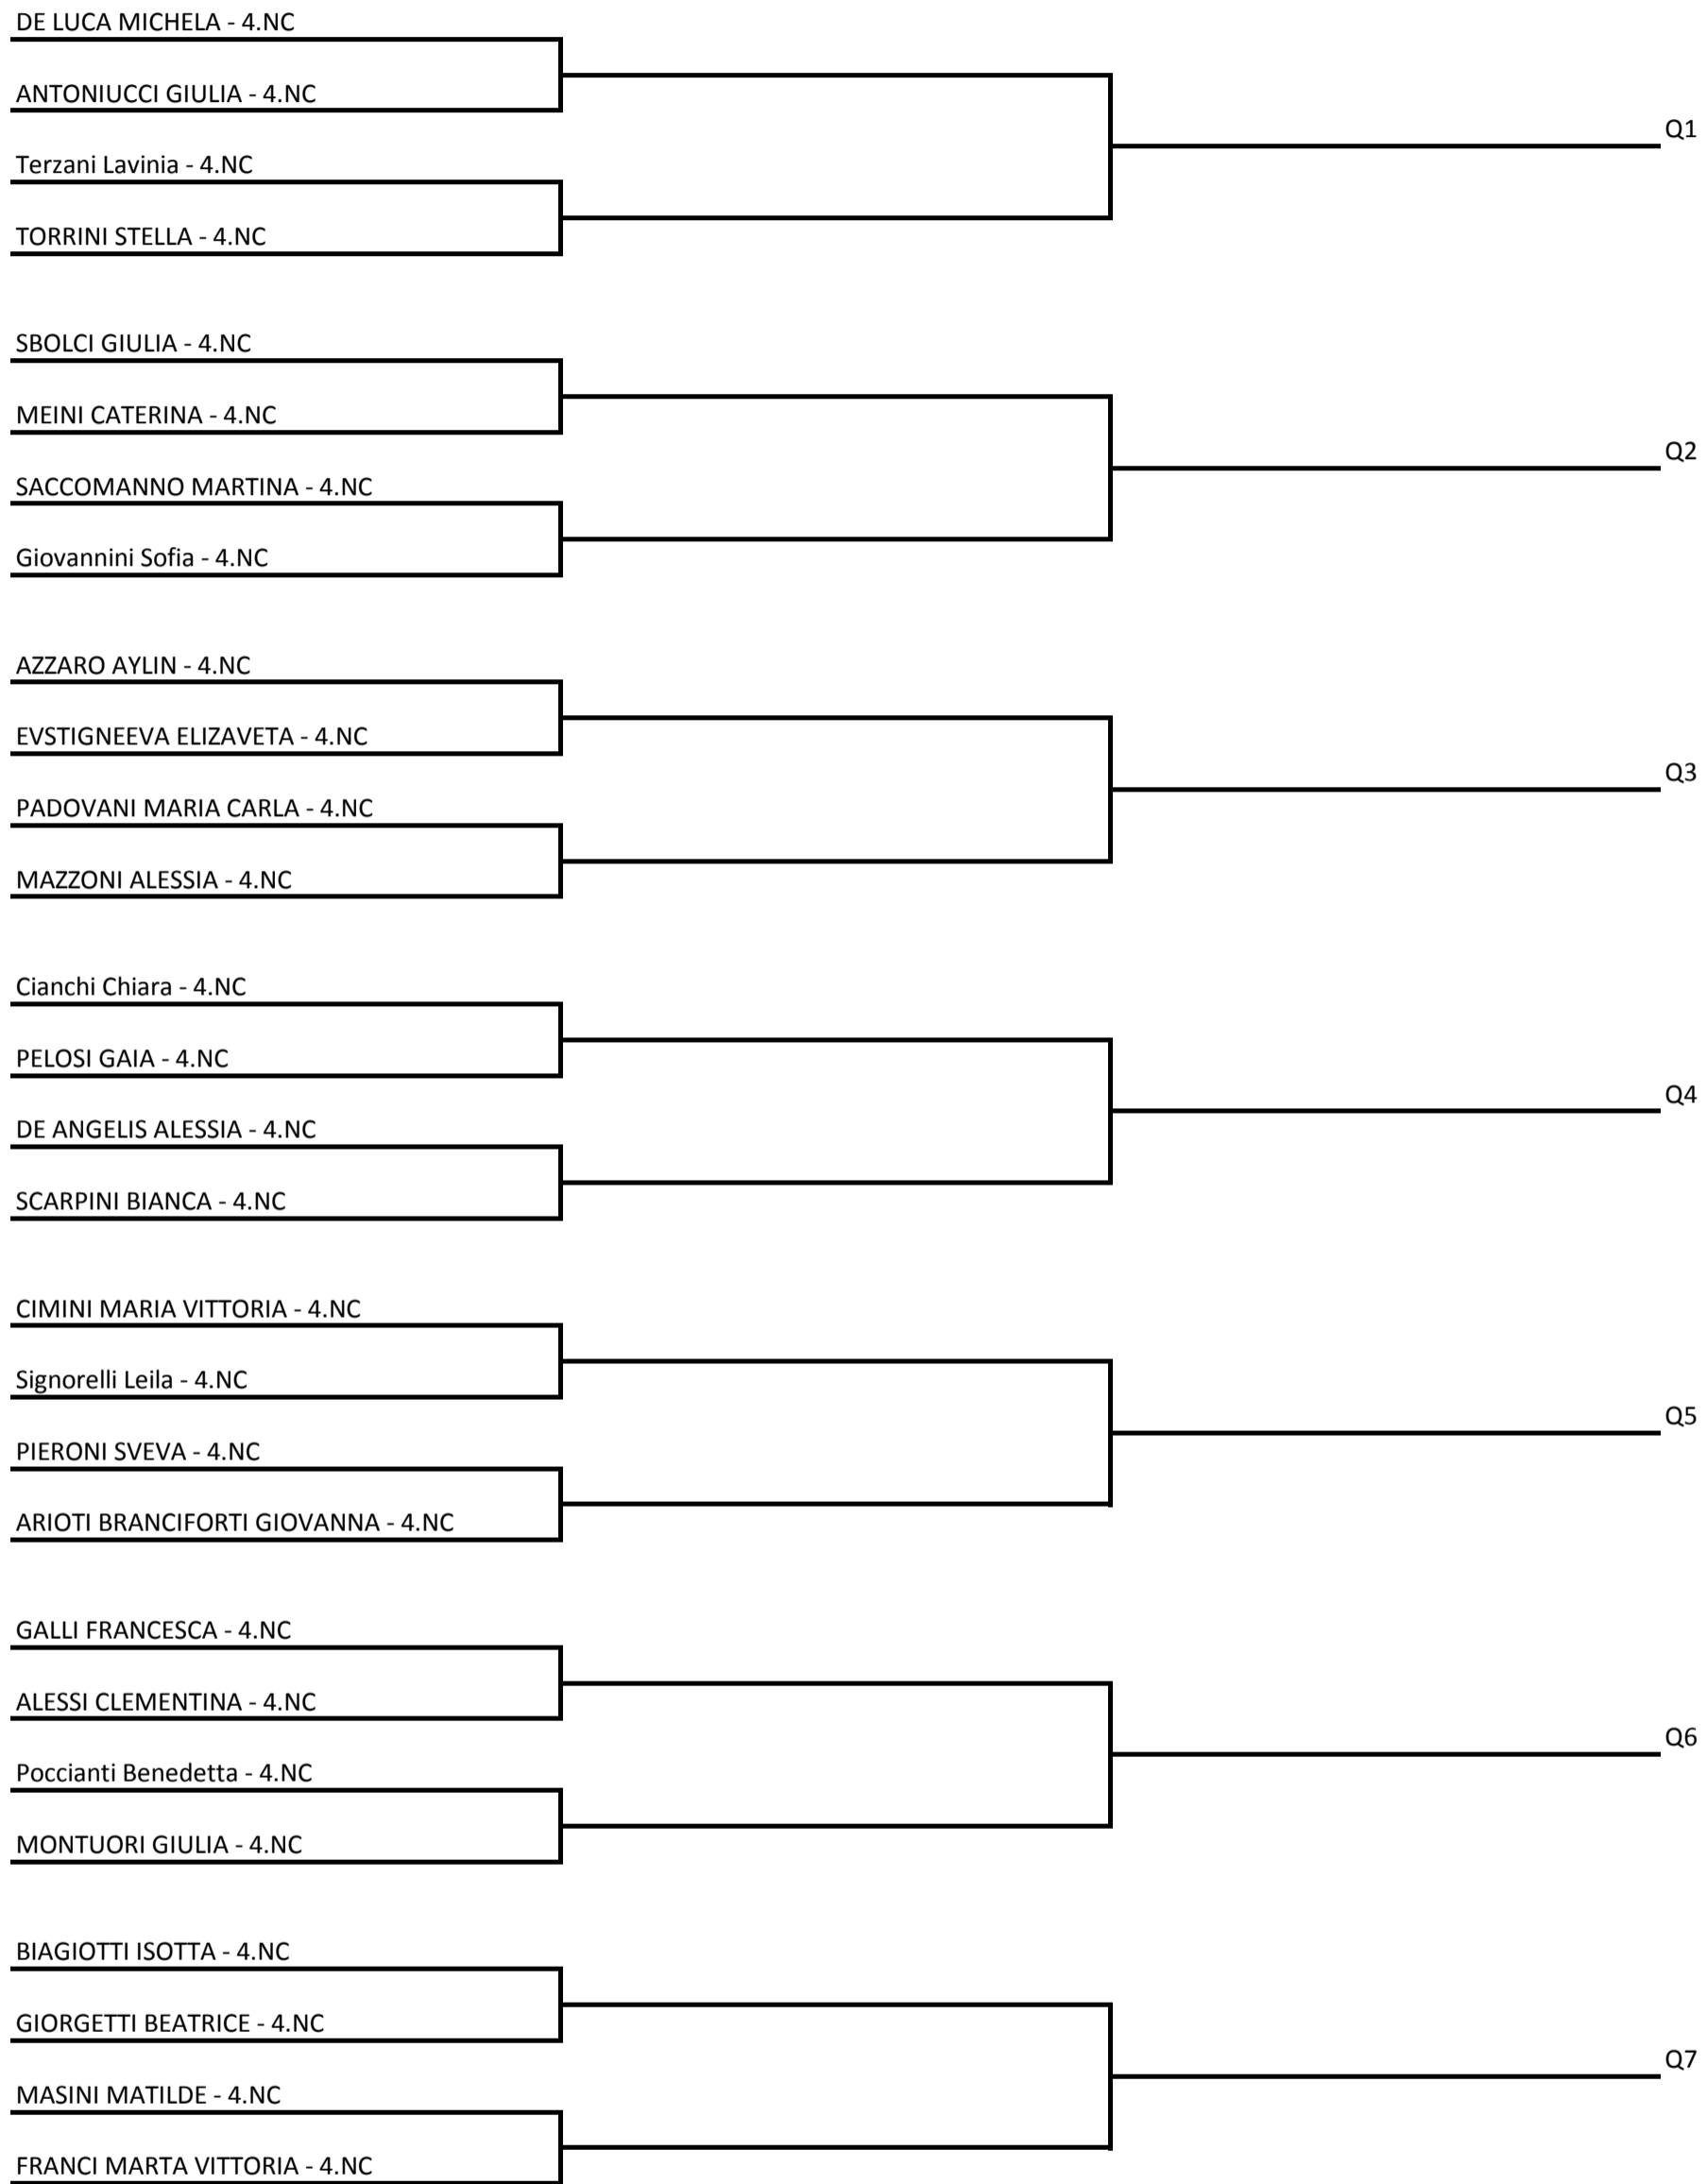 DE LUCA MICHELA - 4.NC
ANTONIUCCI GIULIA - 4.NC
Q1
Terzani Lavinia - 4.NC
TORRINI STELLA - 4.NC
SBOLCI GIULIA - 4.NC
MEINI CATERINA - 4.NC
Q2
SACCOMANNO MARTINA - 4.NC
Giovannini Sofia - 4.NC
AZZARO AYLIN - 4.NC
EVSTIGNEEVA ELIZAVETA - 4.NC
Q3
PADOVANI MARIA CARLA - 4.NC
MAZZONI ALESSIA - 4.NC
Cianchi Chiara - 4.NC
PELOSI GAIA - 4.NC
Q4
DE ANGELIS ALESSIA - 4.NC
SCARPINI BIANCA - 4.NC
CIMINI MARIA VITTORIA - 4.NC
Signorelli Leila - 4.NC
Q5
PIERONI SVEVA - 4.NC
ARIOTI BRANCIFORTI GIOVANNA - 4.NC
GALLI FRANCESCA - 4.NC
ALESSI CLEMENTINA - 4.NC
Q6
Poccianti Benedetta - 4.NC
MONTUORI GIULIA - 4.NC
BIAGIOTTI ISOTTA - 4.NC
GIORGETTI BEATRICE - 4.NC
Q7
MASINI MATILDE - 4.NC
FRANCI MARTA VITTORIA - 4.NC